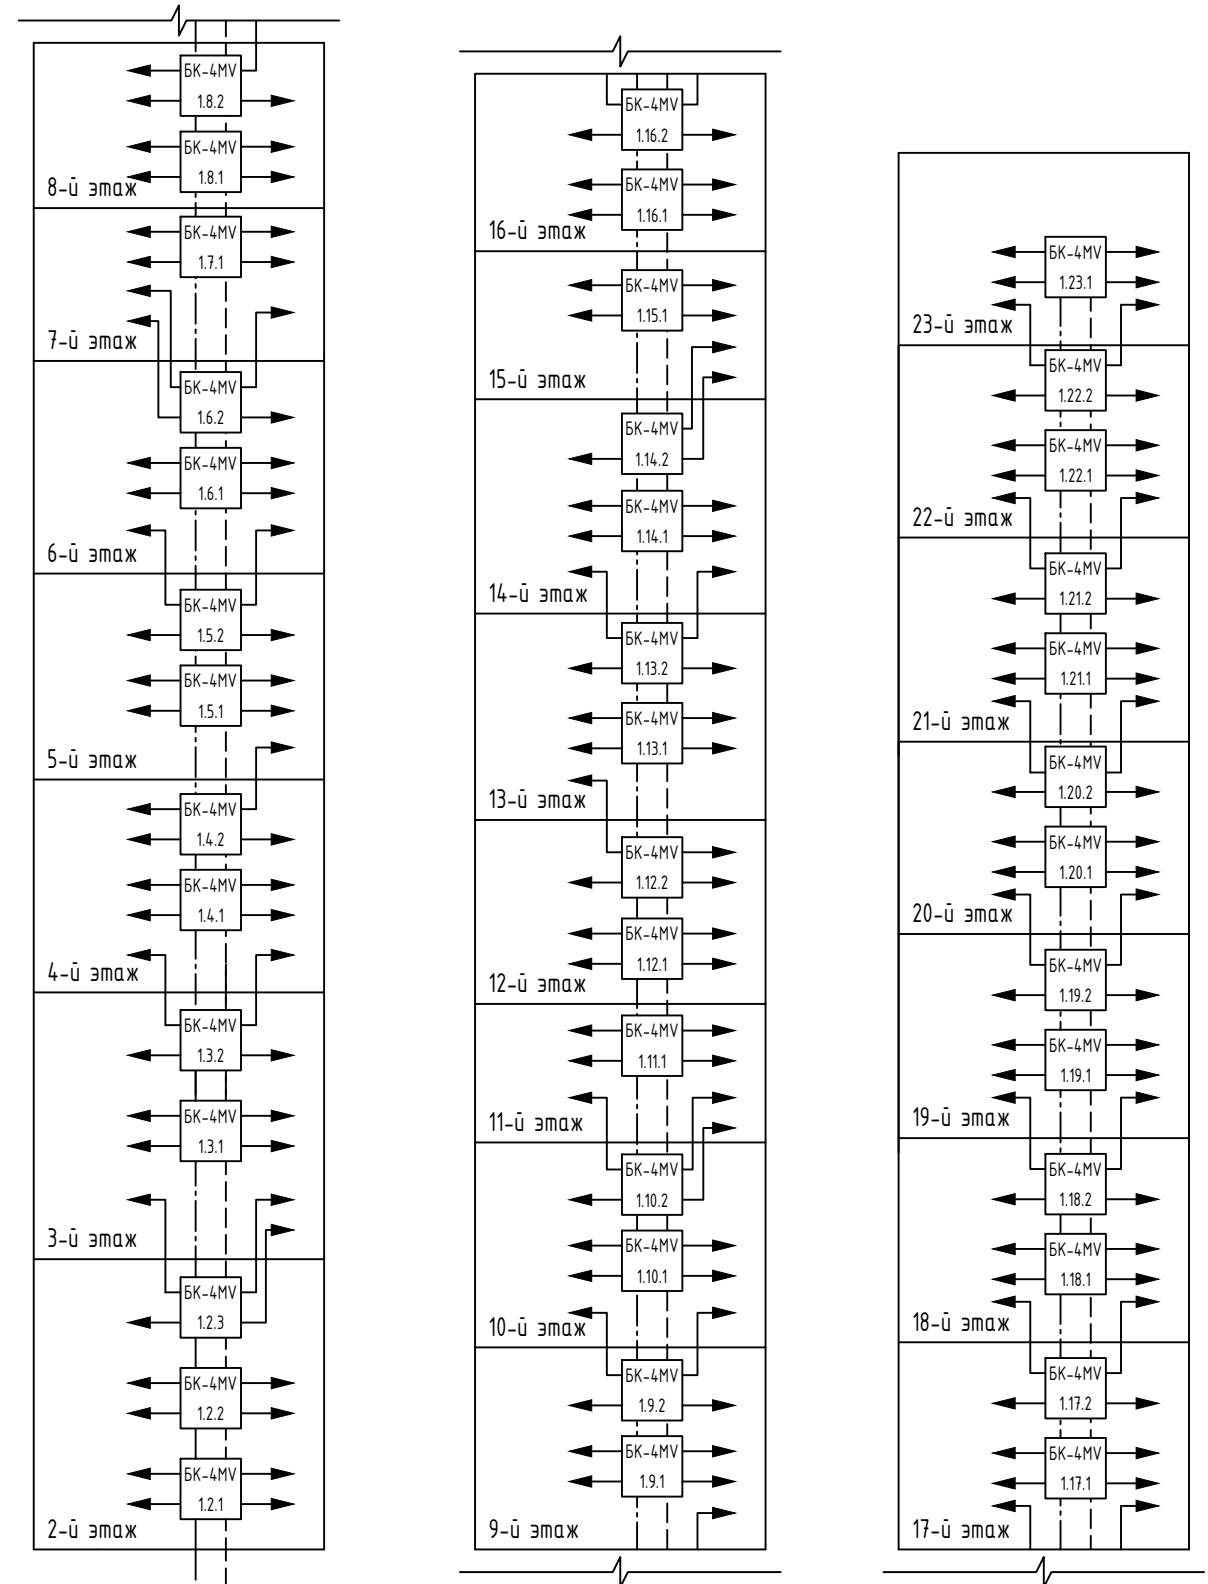 БК-4MV
1.8.2
БК-4MV
1.8.1
8-й этаж
БК-4MV
1.7.1
7-й этаж
БК-4MV
1.6.2
БК-4MV
1.6.1
6-й этаж
БК-4MV
1.5.2
БК-4MV
1.5.1
5-й этаж
БК-4MV
1.4.2
БК-4MV
1.4.1
4-й этаж
БК-4MV
1.3.2
БК-4MV
1.3.1
3-й этаж
БК-4MV
1.2.3
БК-4MV
1.2.2
БК-4MV
1.2.1
2-й этаж
БК-4MV
1.16.2
БК-4MV
1.16.1
16-й этаж
БК-4MV
1.15.1
15-й этаж
БК-4MV
1.14.2
БК-4MV
1.14.1
14-й этаж
БК-4MV
1.13.2
БК-4MV
1.13.1
13-й этаж
БК-4MV
1.12.2
БК-4MV
1.12.1
12-й этаж
БК-4MV
1.11.1
11-й этаж
БК-4MV
1.10.2
БК-4MV
1.10.1
10-й этаж
БК-4MV
1.9.2
БК-4MV
1.9.1
9-й этаж
БК-4MV
1.23.1
23-й этаж
БК-4MV
1.22.2
БК-4MV
1.22.1
22-й этаж
БК-4MV
1.21.2
БК-4MV
1.21.1
21-й этаж
БК-4MV
1.20.2
БК-4MV
1.20.1
20-й этаж
БК-4MV
1.19.2
БК-4MV
1.19.1
19-й этаж
БК-4MV
1.18.2
БК-4MV
1.18.1
18-й этаж
БК-4MV
1.17.2
БК-4MV
1.17.1
17-й этаж